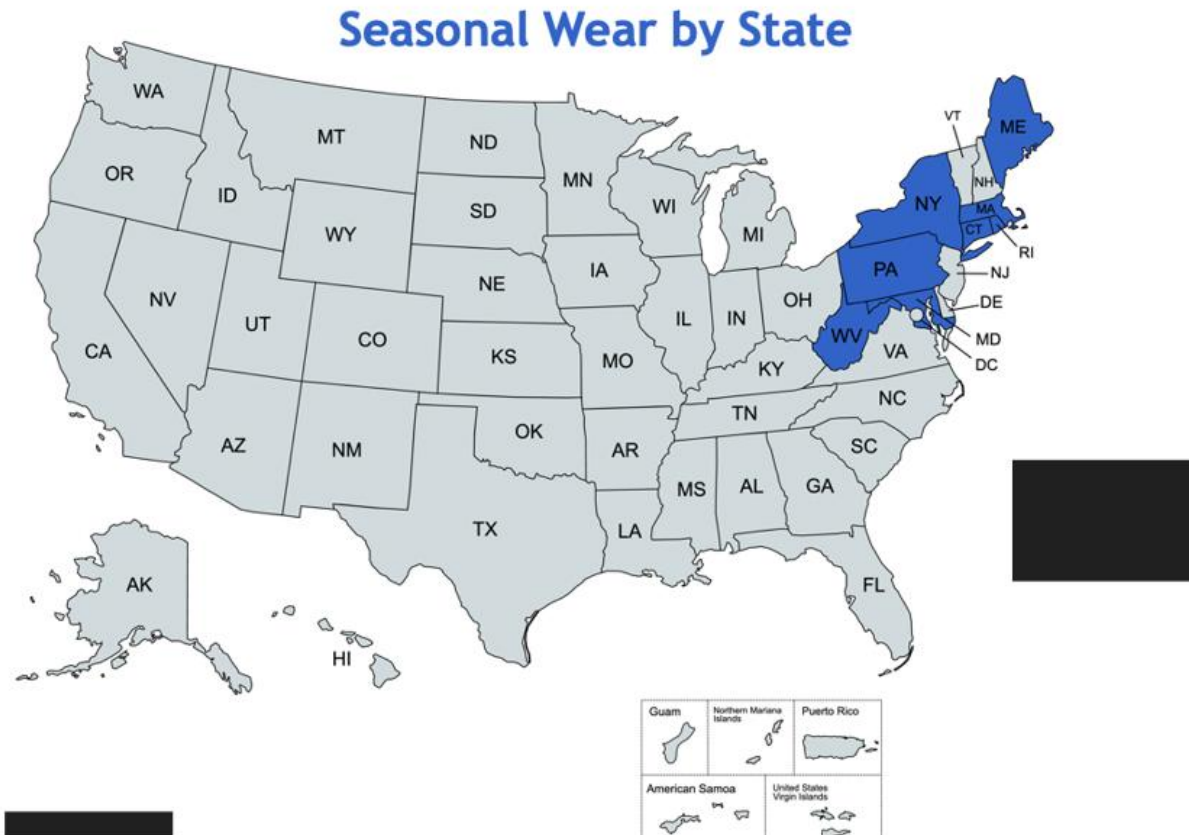 Seasonal Wear by State
WA
MT
ND
MN
VT
ME
OR
ID
SD
WI
MI
NY
NH
MA
CT
RI
WY
IA
PA
NJ
NE
OH
DE
NV
UT
CO
IL
IN
WV
MD
CA
KS
MO
KY
VA
DC
AZ
NM
OK
AR
TN
NC
SC
MS
AL
GA
TX
LA
FL
AK
HI
Guam
Northern Mariana
Islands
Puerto Rico
American Samoa
United States
Virgin Islands